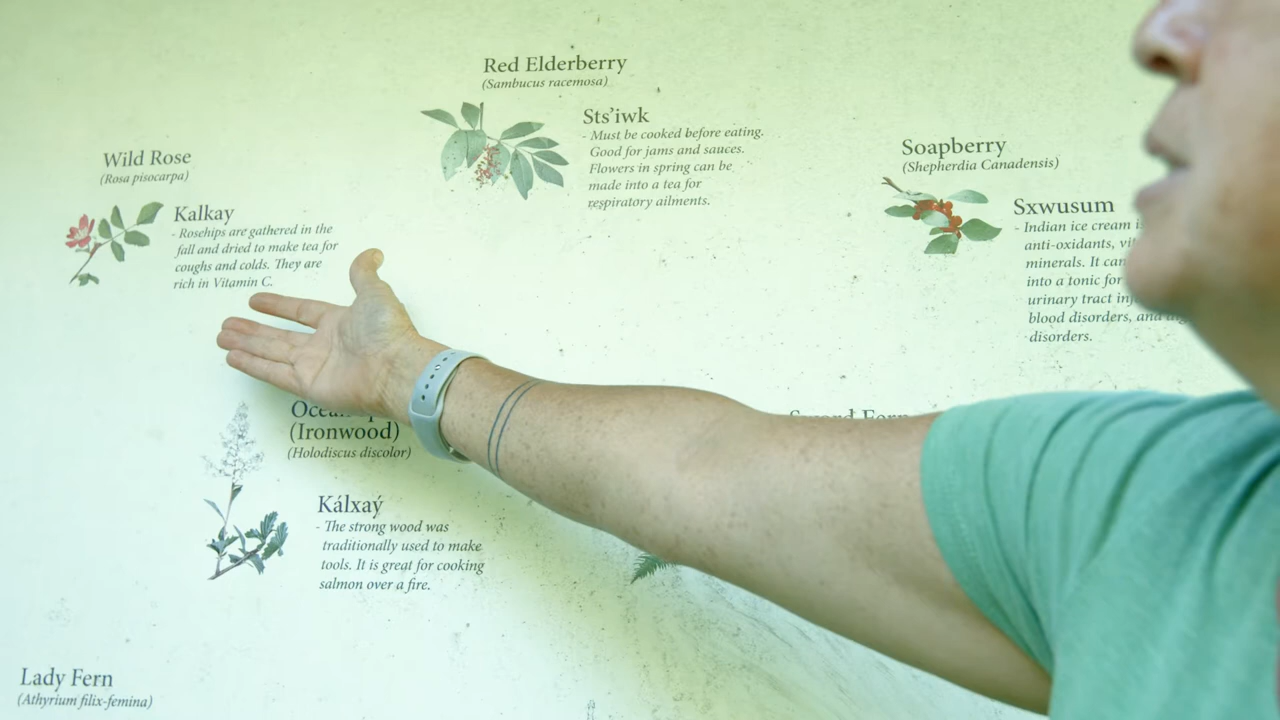 Red Elderberry
(Sambucus racemosa)
Sts’iwk
- Must be cooked before eating.
Good for jams and sauces.
Flowers in spring can be
made into a tea for
respiratory ailments.
Wild Rose
(Rosa pisocarpa)
Kalkay
- Rosehips are gathered in the
fall and dried to make tea for
coughs and colds. They are
rich in Vitamin C.
Soapberry
(Shepherdia Canadensis)
Sxwusum
- Indian ice cream
anti-oxidants,
minerals. It can
into a tonic for
urinary tract
blood disorders, and
disorders.
(Ironwood)
(Holodiscus discolor)
Kálxaý
- The strong wood was
traditionally used to make
tools. It is great for cooking
salmon over a fire.
Sword Fern
Lady Fern
(Athyrium filix-femina)